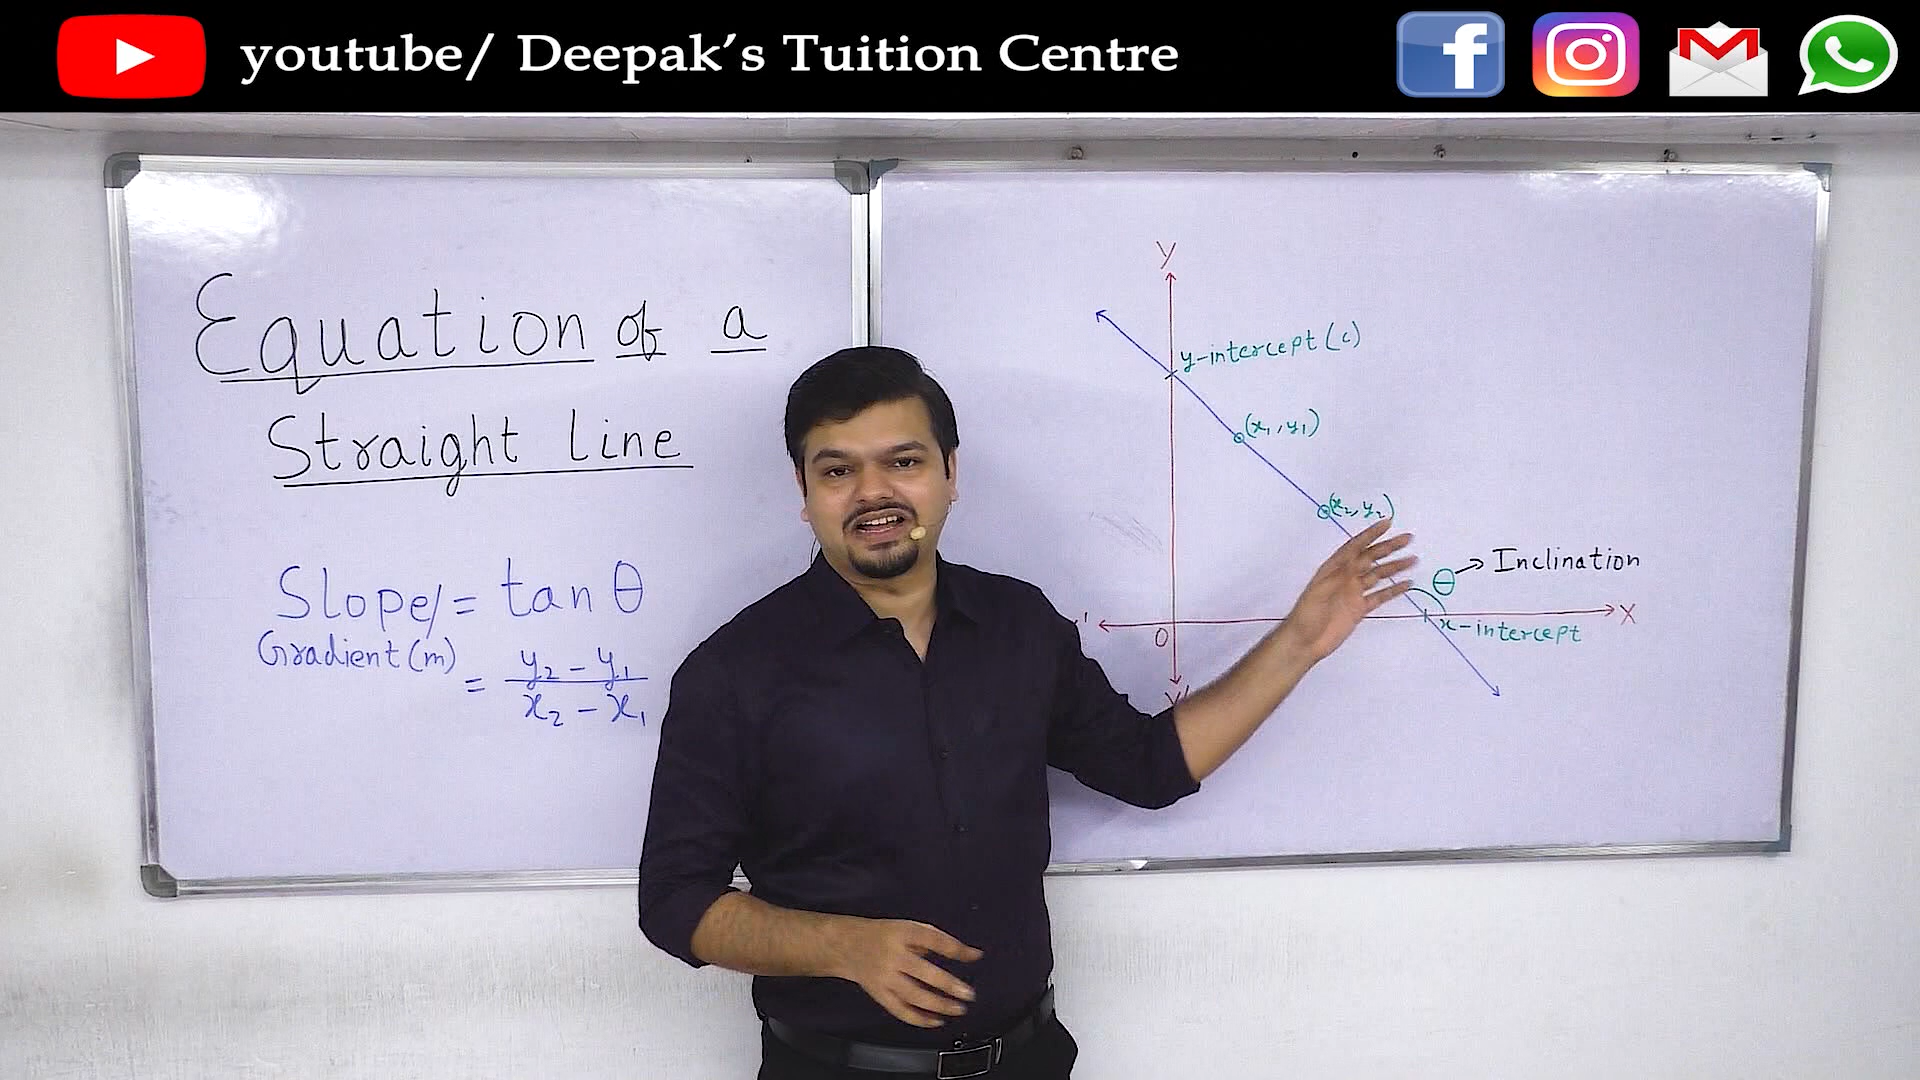 youtube/ Deepak's Tuition Centre
Equation of a
Straight line
Slope/ = tan θ
Gradient (m)
= y₂ - y₁
x₂ - x₁
Y
y-intercept (c)
(x₁, y₁)
(x₂, y₂)
θ → Inclination
X
x-intercept
O